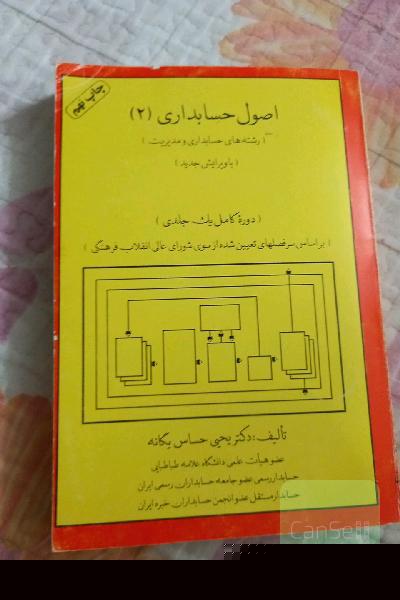 چاپ نهم
اصول حسابداری (۲)
( رشته‌های حسابداری و مدیریت )
( با ویرایش جدید )
( دورهٔ کامل یک جلدی )
( بر اساس سرفصلهای تعیین شده از سوی شورای عالی انقلاب فرهنگی )
تألیف: دکتر یحیی حساس یگانه
عضو هیأت علمی دانشگاه علامه طباطبایی
حسابدار رسمی عضو جامعه حسابداران رسمی ایران
حسابدار مستقل عضو انجمن حسابداران خبره ایران
CanSell